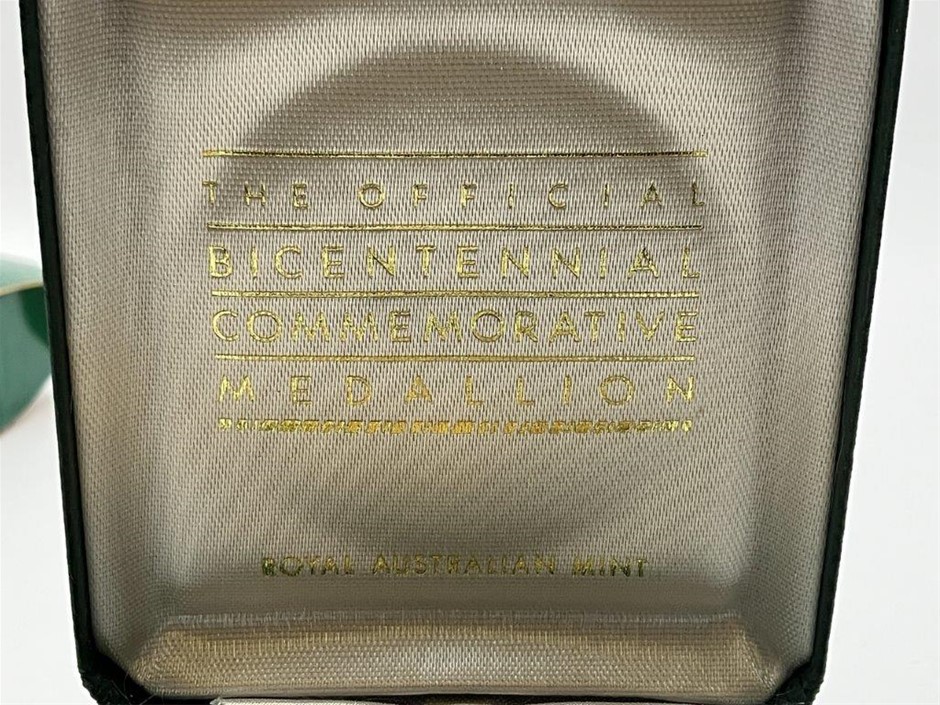 THE OFFICIAL
BICENTENNIAL
COMMEMORATIVE
MEDALLION
ROYAL AUSTRALIAN MINT